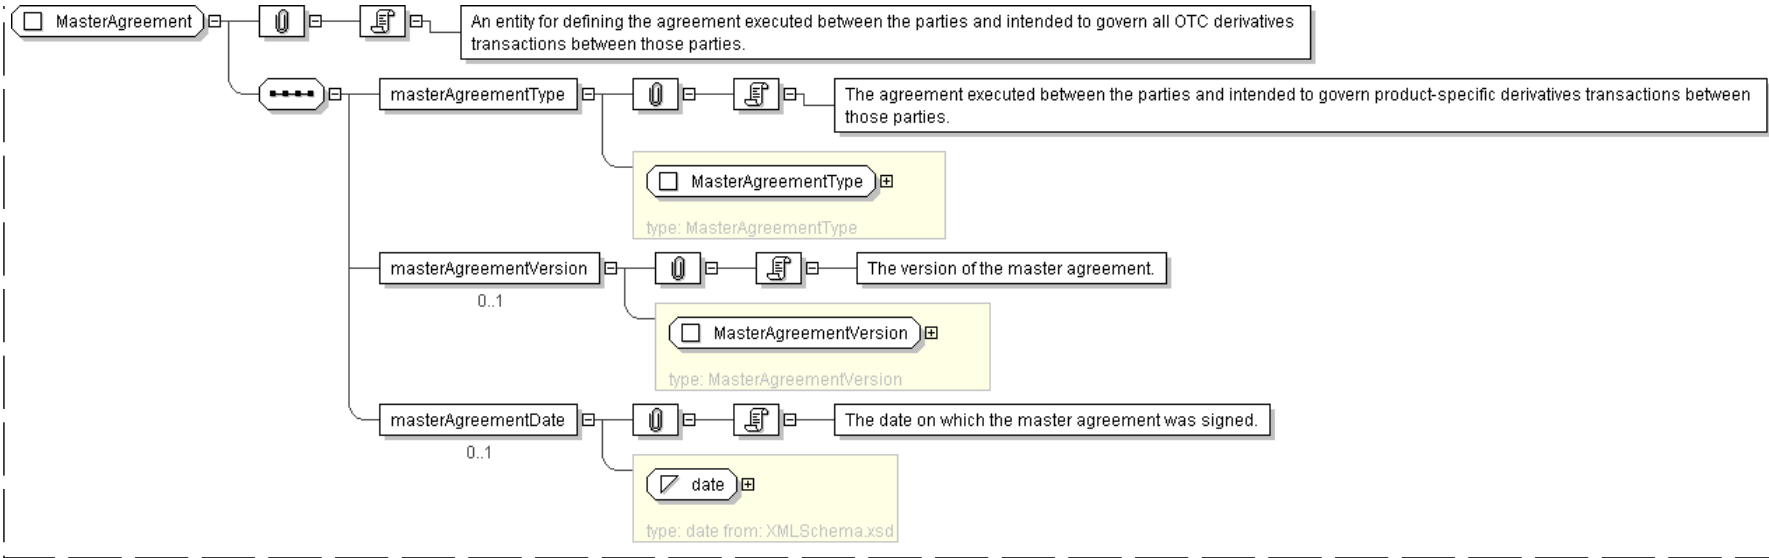 MasterAgreement
An entity for defining the agreement executed between the parties and intended to govern all OTC derivatives
transactions between those parties.
masterAgreementType
The agreement executed between the parties and intended to govern product-specific derivatives transactions between
those parties.
MasterAgreementType
type: MasterAgreementType
masterAgreementVersion
0..1
The version of the master agreement.
MasterAgreementVersion
type: MasterAgreementVersion
masterAgreementDate
0..1
The date on which the master agreement was signed.
date
type: date from: XMLSchema.xsd